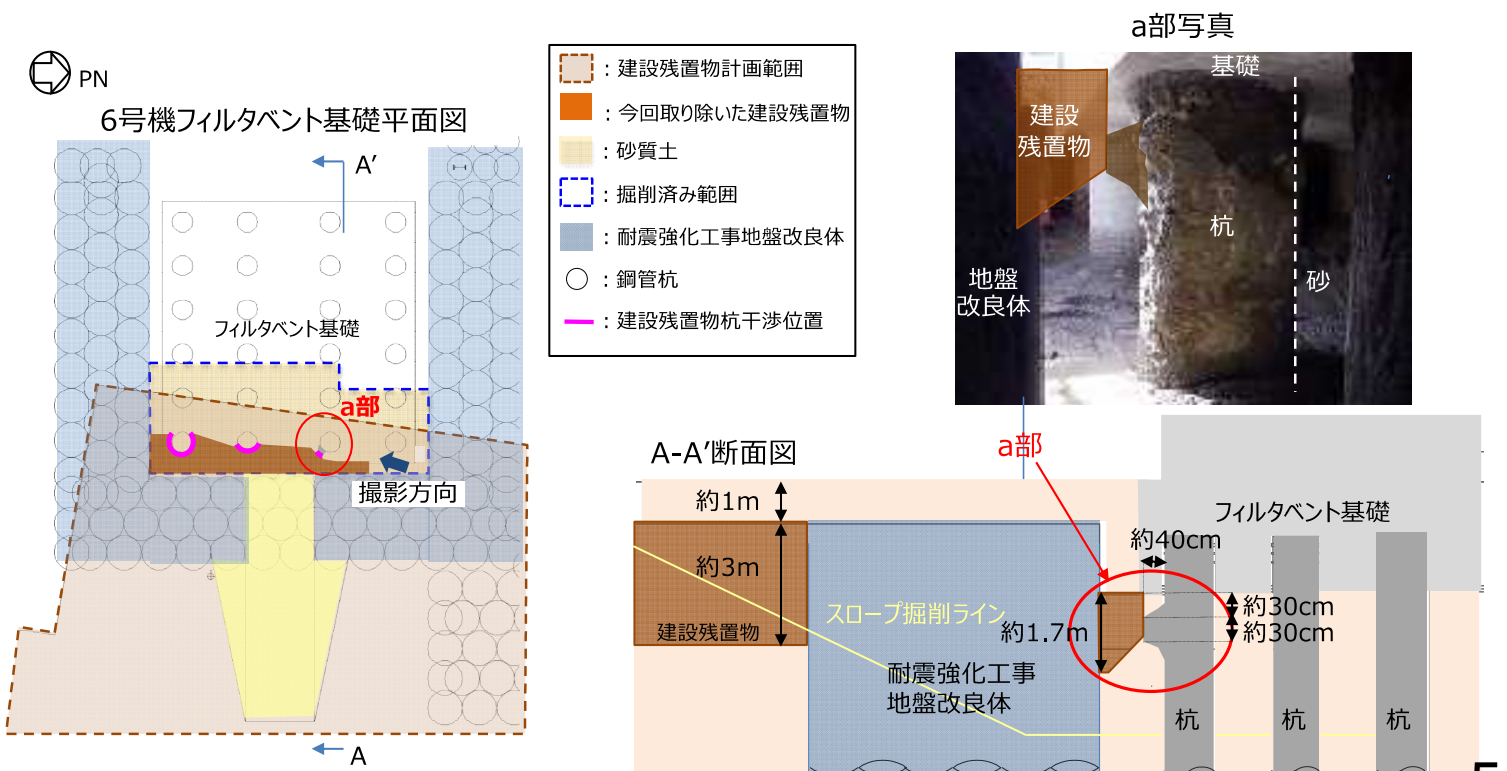 PN
6号機フィルタベント基礎平面図
A'
フィルタベント基礎
a部
撮影方向
A
：建設残置物計画範囲
：今回取り除いた建設残置物
：砂質土
：掘削済み範囲
：耐震強化工事地盤改良体
：鋼管杭
：建設残置物杭干渉位置
a部写真
基礎
建設
残置物
杭
地盤
改良体
砂
A-A'断面図
a部
約1m
フィルタベント基礎
約40cm
約3m
スロープ掘削ライン
約30cm
約30cm
約1.7m
建設残置物
耐震強化工事
地盤改良体
杭
杭
杭